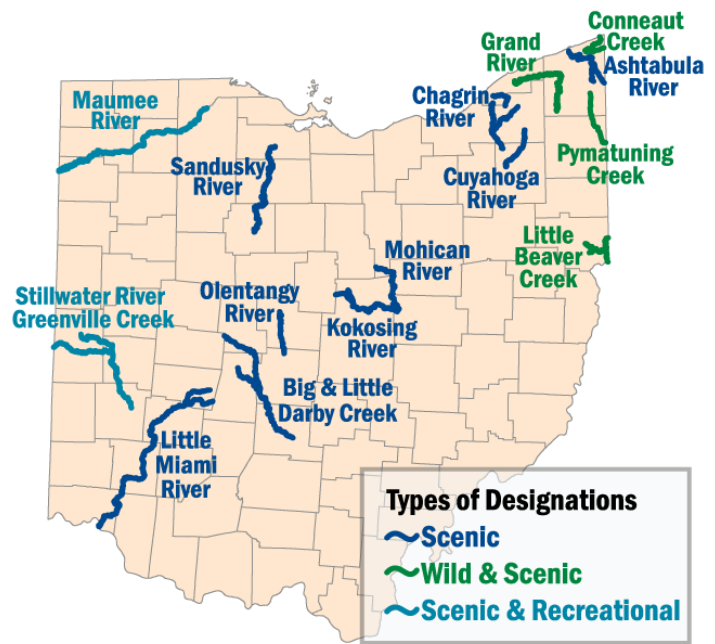 Conneaut
Creek
Grand
River
Ashtabula
River
Chagrin
River
Maumee
River
Pymatuning
Creek
Sandusky
River
Cuyahoga
River
Little
Beaver
Creek
Mohican
River
Stillwater River
Greenville Creek
Olentangy
River
Kokosing
River
Big & Little
Darby Creek
Little
Miami
River
Types of Designations
Scenic
Wild & Scenic
Scenic & Recreational